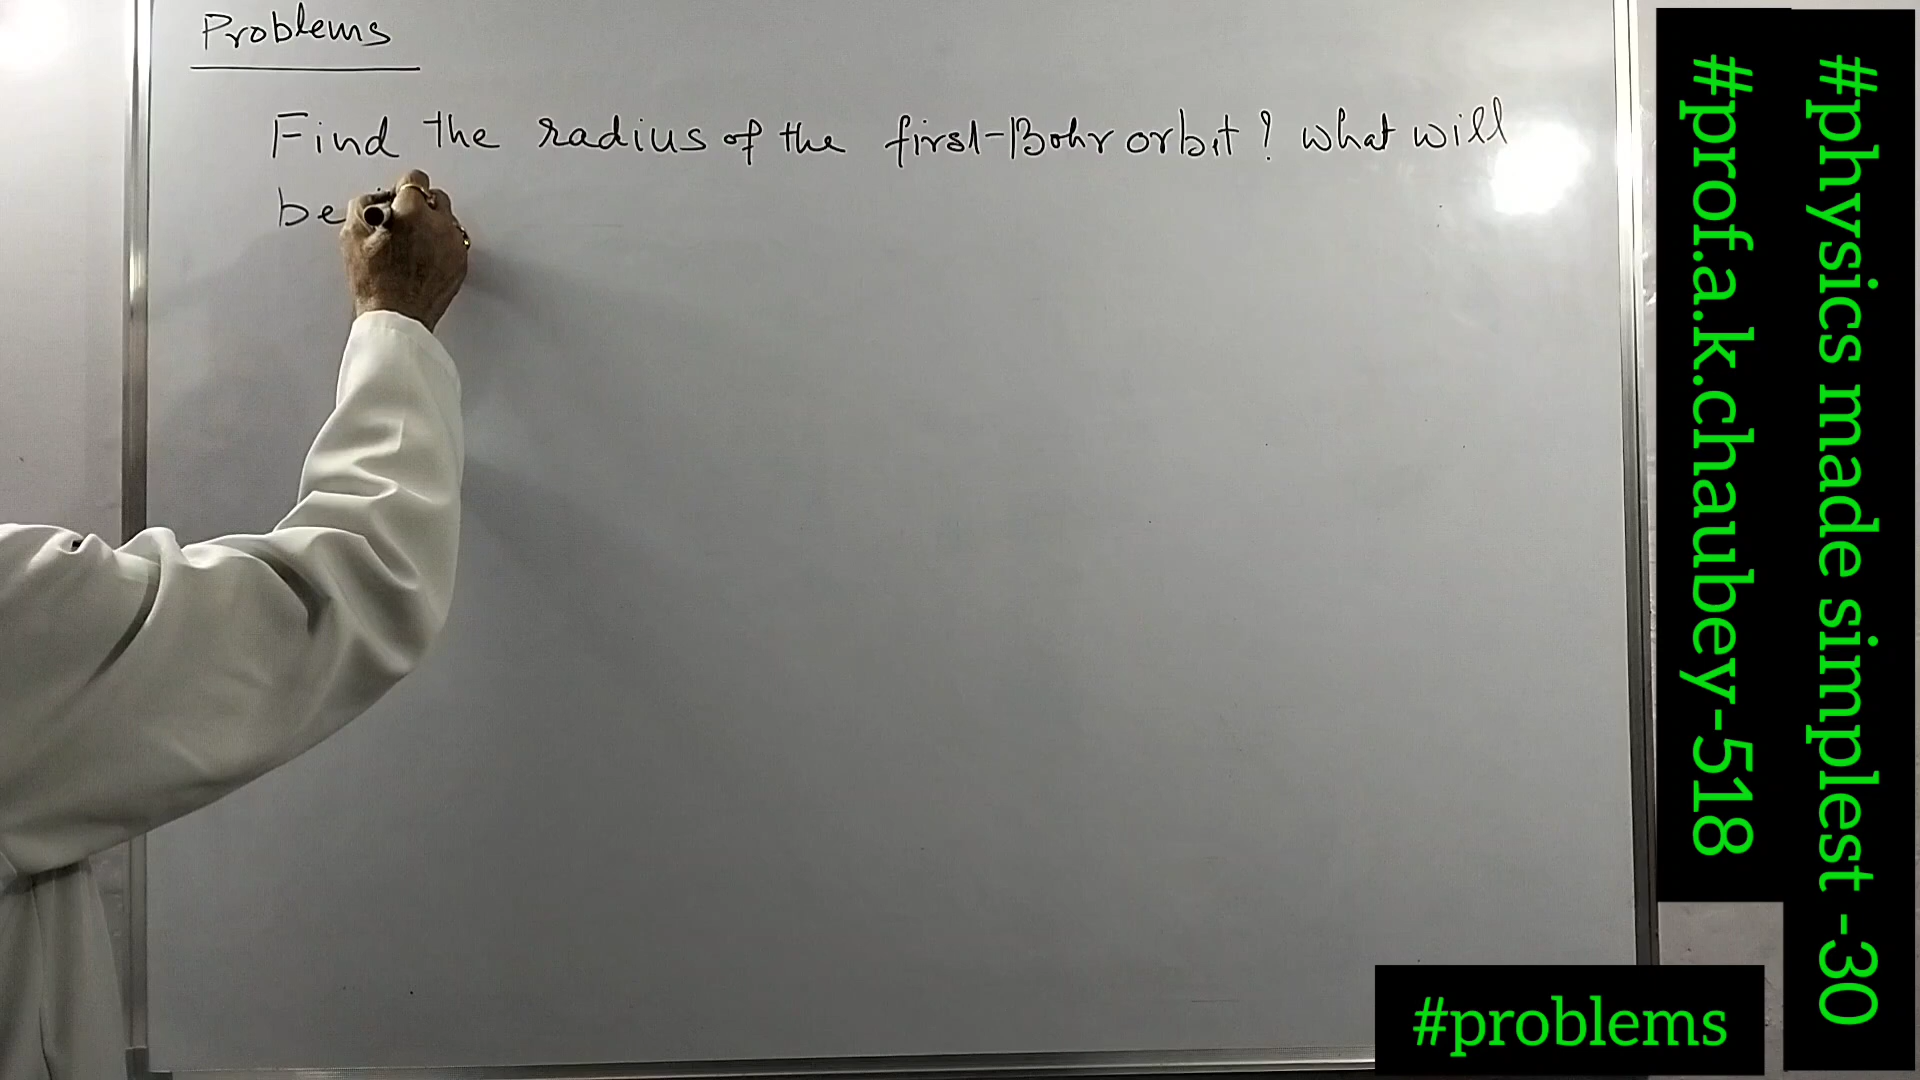 Problems
Find the radius of the first Bohr orbit? What will
be
#physics made simplest -30
#prof.a.k.chaubey-518
#problems